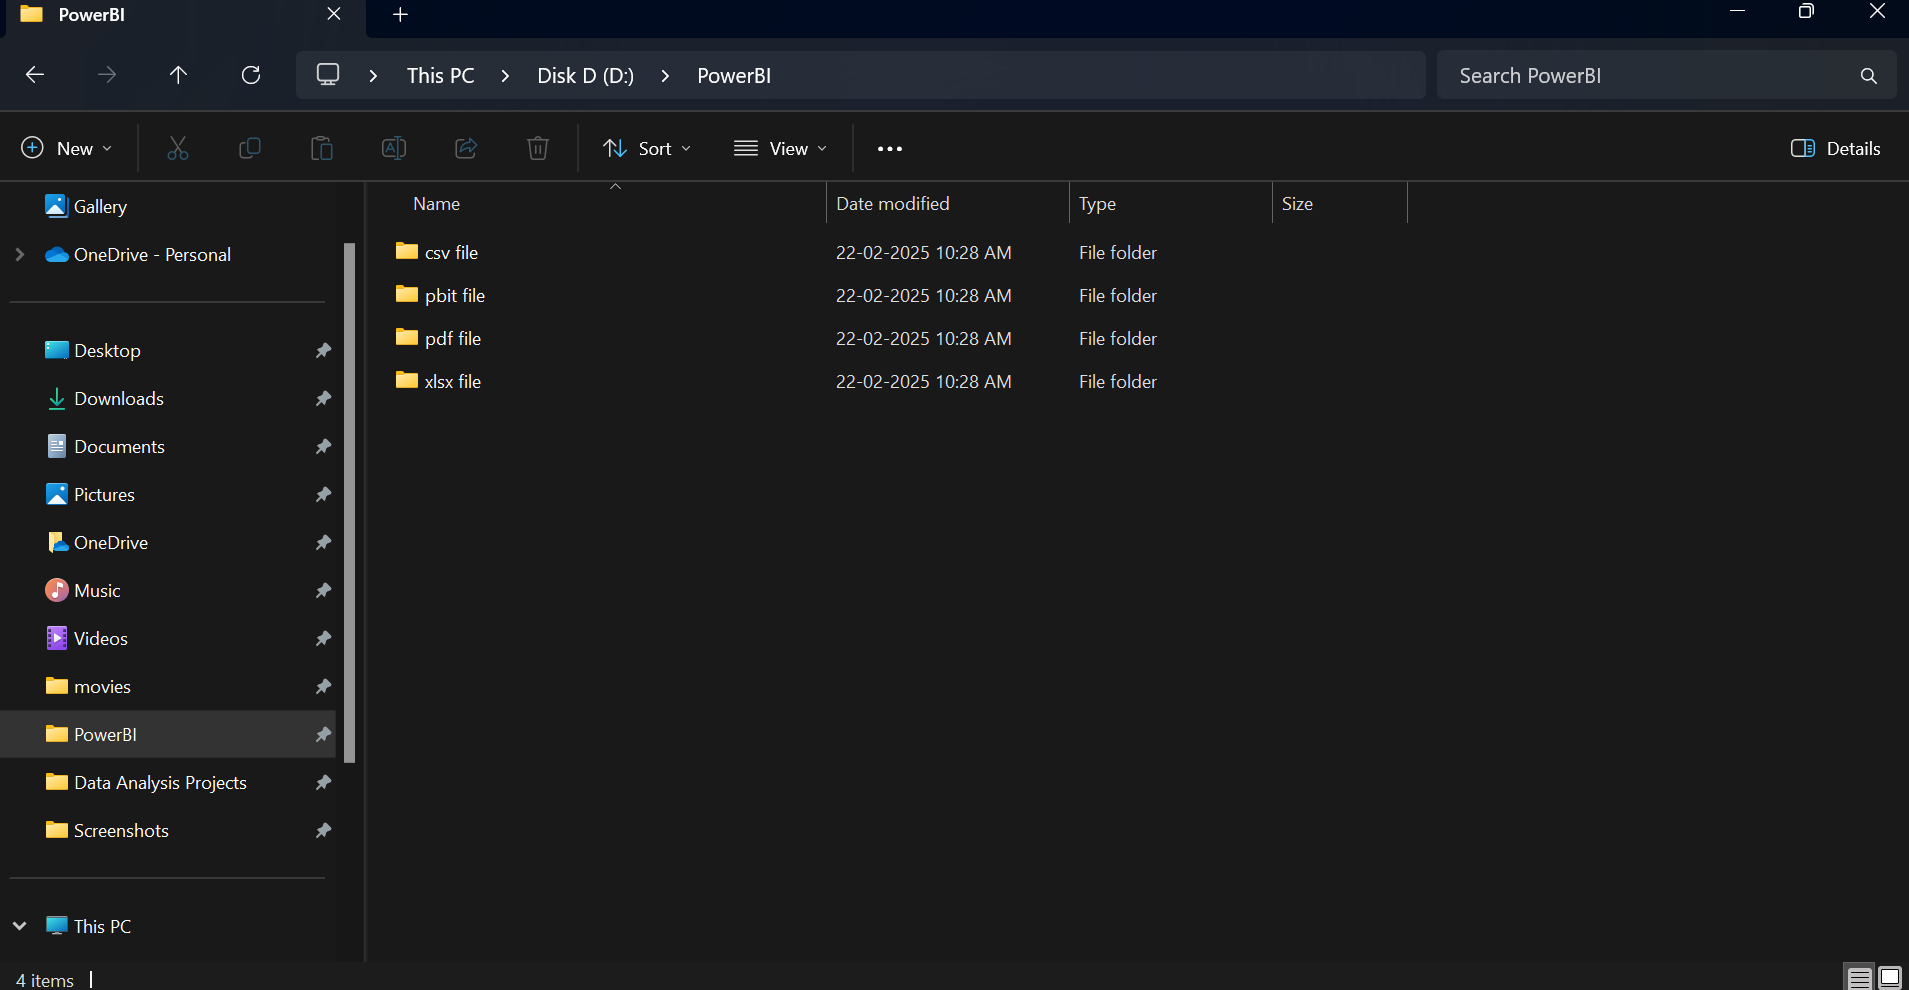 PowerBI
This PC > Disk D (D:) > PowerBI
Search PowerBI
New
Sort
View
Details
Gallery
OneDrive - Personal
Desktop
Downloads
Documents
Pictures
OneDrive
Music
Videos
movies
PowerBI
Data Analysis Projects
Screenshots
This PC
Name Date modified Type Size
csv file 22-02-2025 10:28 AM File folder
pbit file 22-02-2025 10:28 AM File folder
pdf file 22-02-2025 10:28 AM File folder
xlsx file 22-02-2025 10:28 AM File folder
4 items